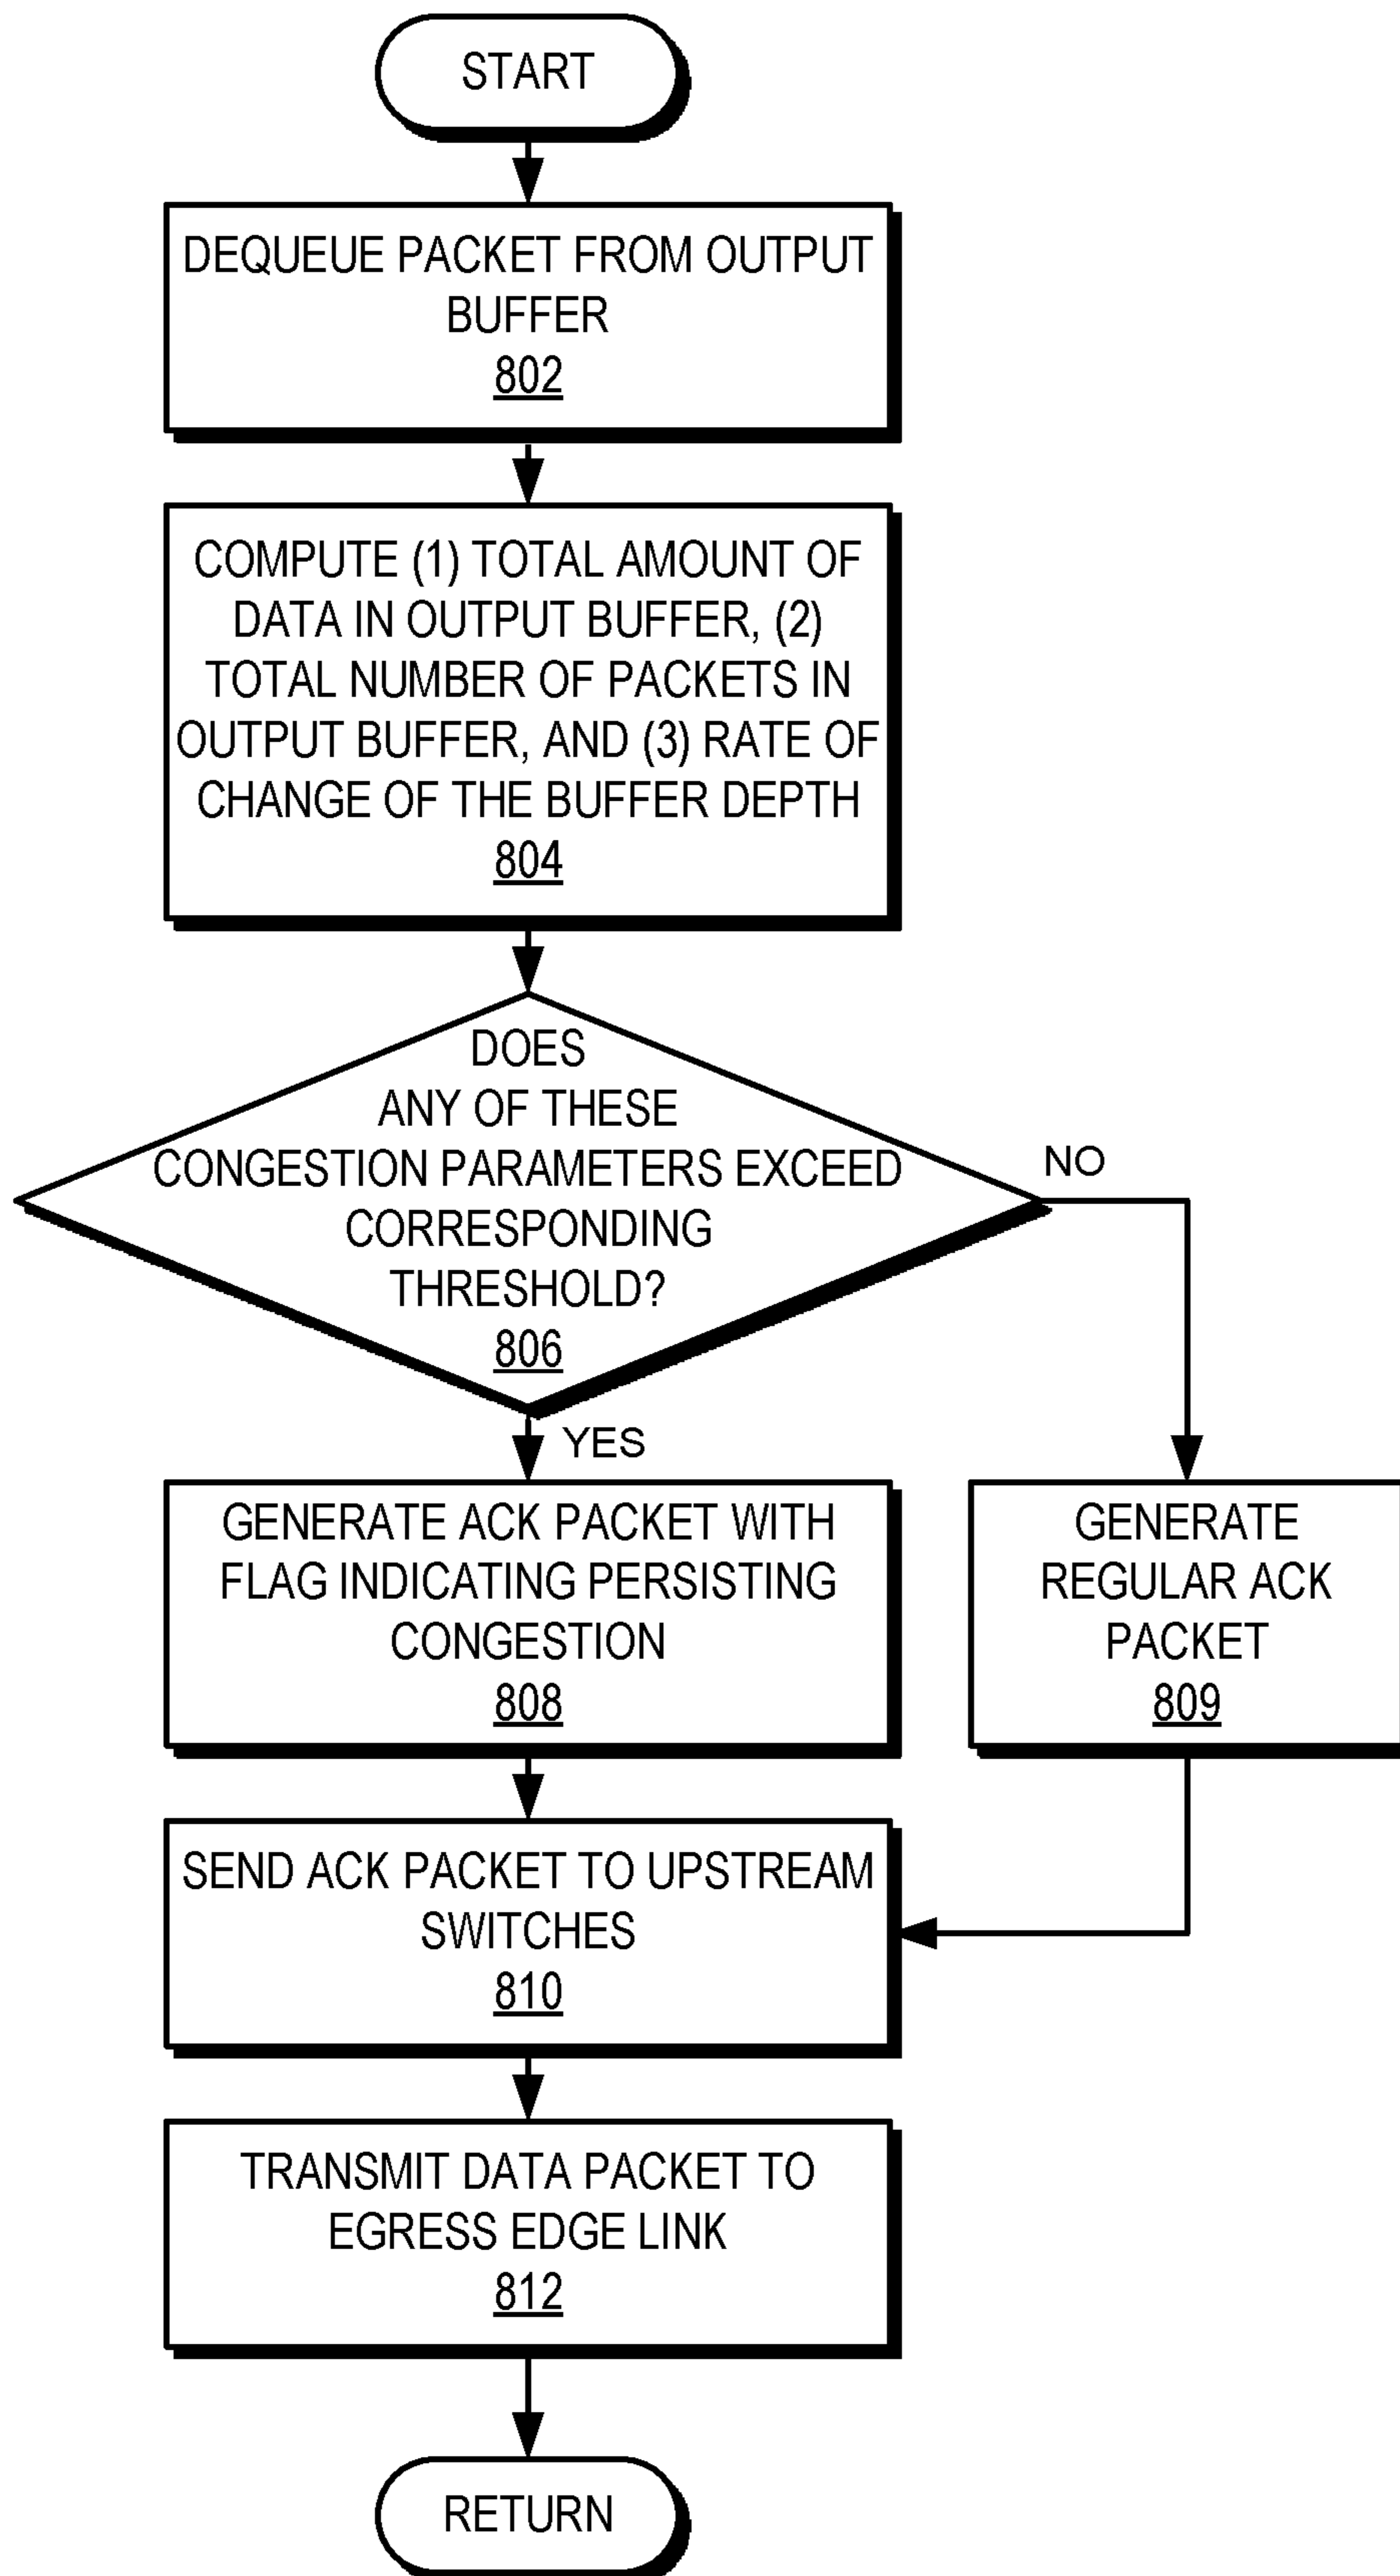 START
DEQUEUE PACKET FROM OUTPUT
BUFFER
802
COMPUTE (1) TOTAL AMOUNT OF
DATA IN OUTPUT BUFFER, (2)
TOTAL NUMBER OF PACKETS IN
OUTPUT BUFFER, AND (3) RATE OF
CHANGE OF THE BUFFER DEPTH
804
DOES
ANY OF THESE
CONGESTION PARAMETERS EXCEED
CORRESPONDING
THRESHOLD?
806
NO
YES
GENERATE ACK PACKET WITH
FLAG INDICATING PERSISTING
CONGESTION
808
GENERATE
REGULAR ACK
PACKET
809
SEND ACK PACKET TO UPSTREAM
SWITCHES
810
TRANSMIT DATA PACKET TO
EGRESS EDGE LINK
812
RETURN